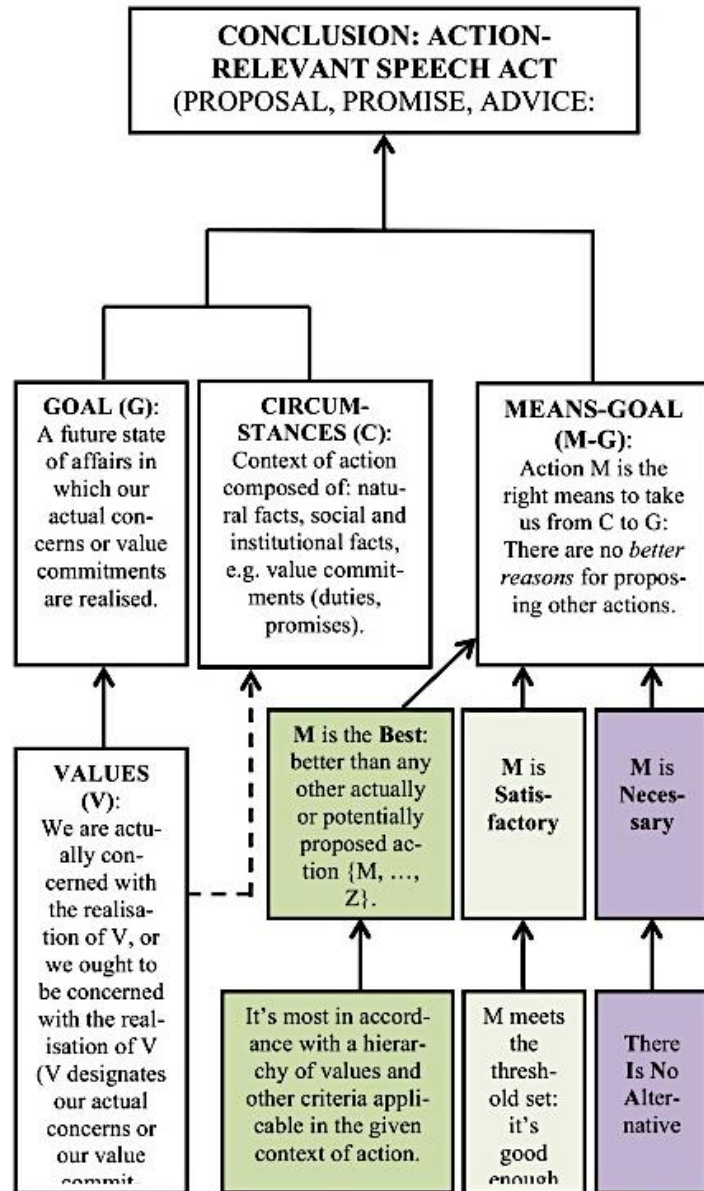 CONCLUSION: ACTION-
RELEVANT SPEECH ACT
(PROPOSAL, PROMISE, ADVICE:
GOAL (G):
A future state
of affairs in
which our
actual con-
cerns or value
commitments
are realised.
CIRCUM-
STANCES (C):
Context of action
composed of: natu-
ral facts, social and
institutional facts,
e.g. value commit-
ments (duties,
promises).
MEANS-GOAL
(M-G):
Action M is the
right means to take
us from C to G:
There are no better
reasons for propos-
ing other actions.
VALUES
(V):
We are actu-
ally con-
cerned with
the realisa-
tion of V, or
we ought to
be concerned
with the real-
isation of V
(V designates
our actual
concerns or
our value
commit-
M is the Best:
better than any
other actually
or potentially
proposed ac-
tion {M, …,
Z}.
M is
Satis-
factory
M is
Neces-
sary
It’s most in accord-
ance with a hierar-
chy of values and
other criteria appli-
cable in the given
context of action.
M meets
the
thresh-
old set:
it’s
good
enough
There
Is No
Alter-
native